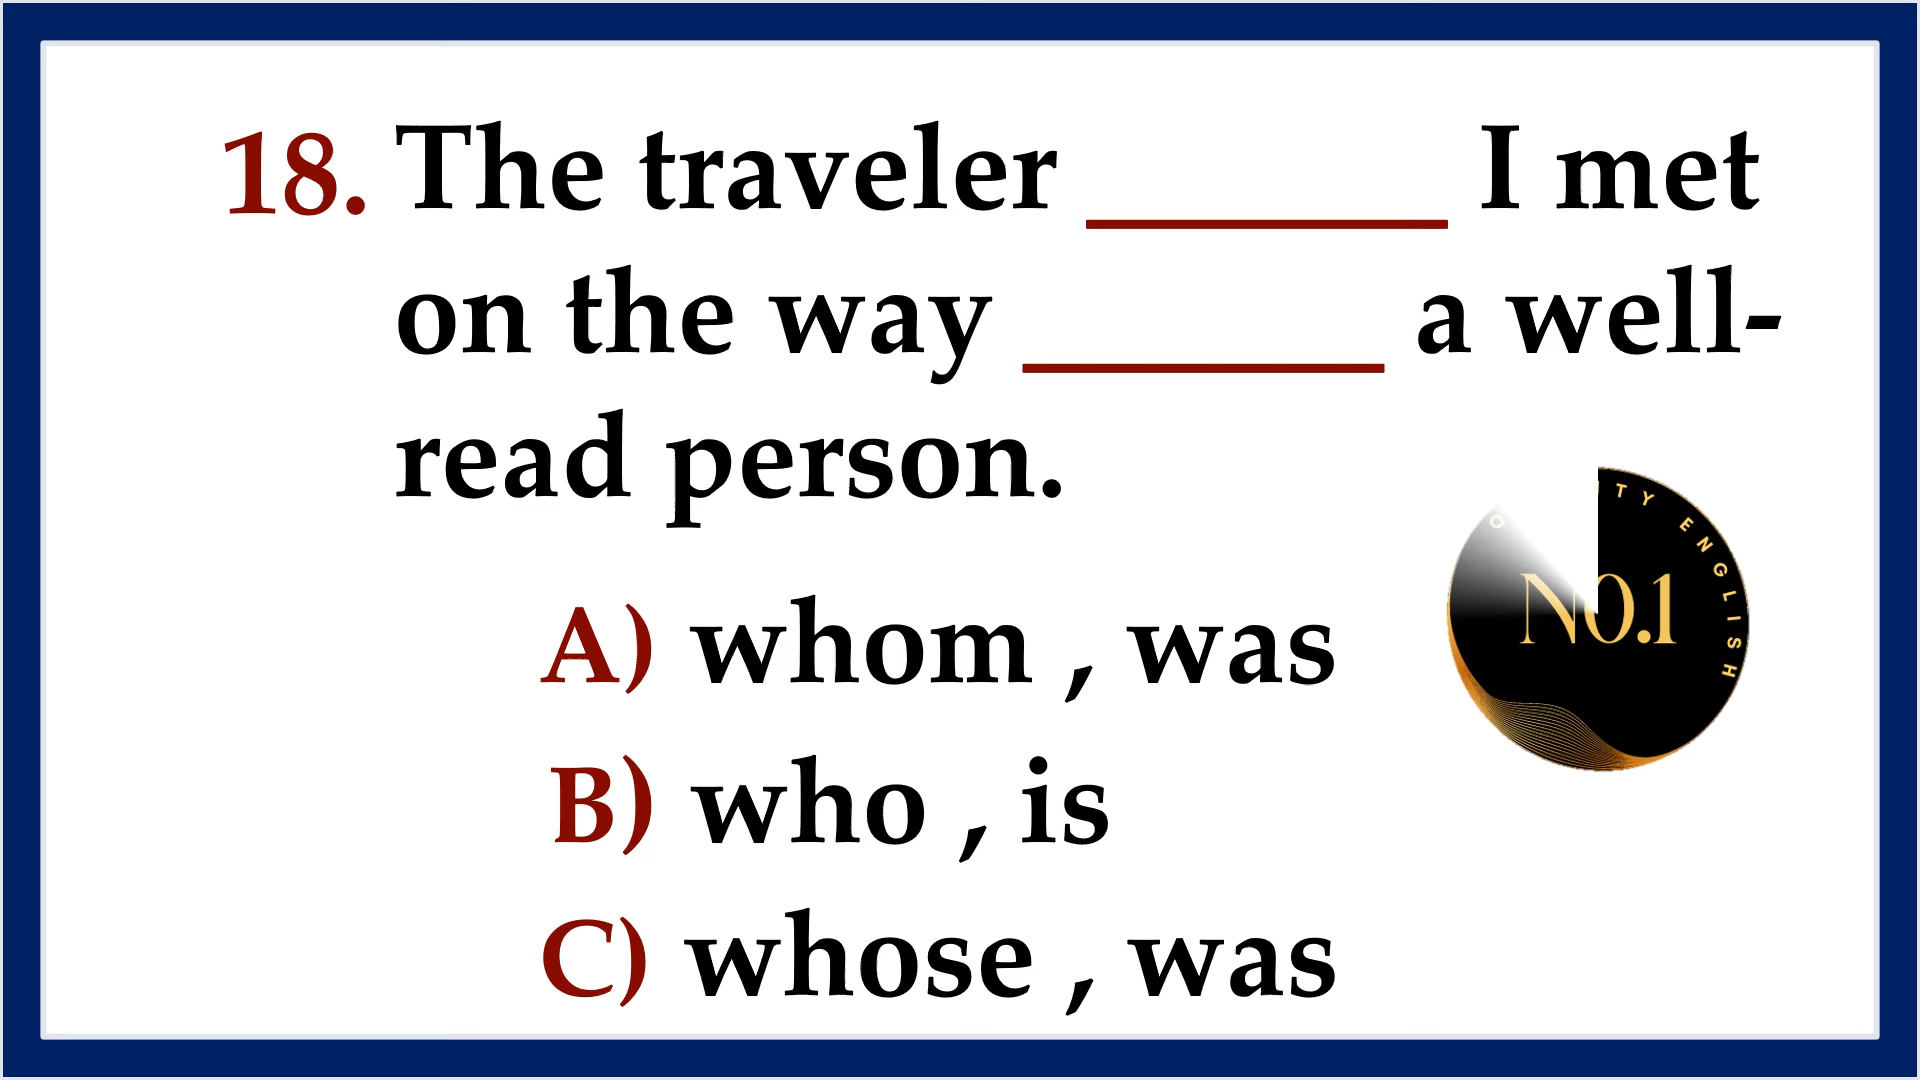 18. The traveler ______ I met
on the way ______ a well-
read person.
A) whom , was
B) who , is
C) whose , was
TY ENGLISH
NO.1